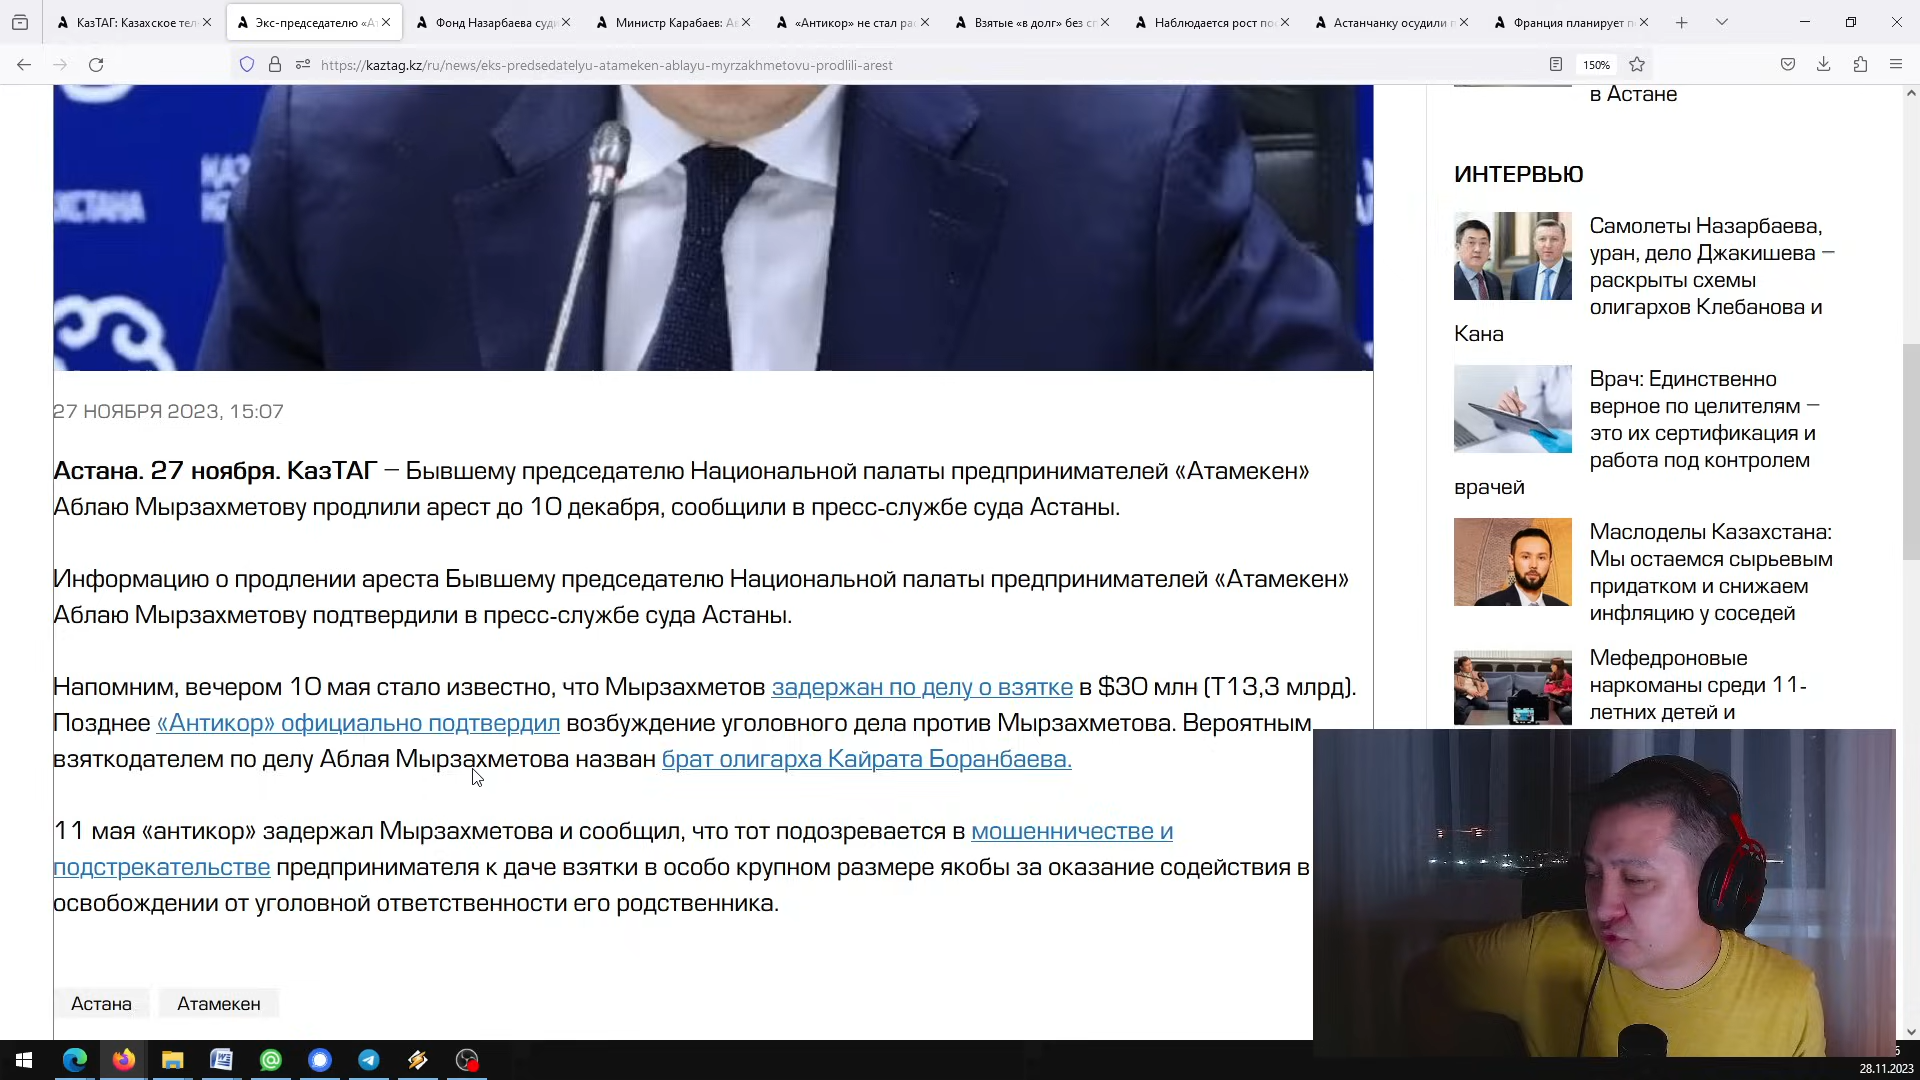 КазТАГ: Казахское тел
Экс-председателю «А
Фонд Назарбаева суди
Министр Карабаев: Ав
«Антикор» не стал рас
Взятые «в долг» без сп
Наблюдается рост пос
Астанчанку осудили п
Франция планирует п
https://kaztag.kz/ru/news/eks-predsedatelyu-atameken-ablayu-myrzakhmetovu-prodlili-arest
150%
27 НОЯБРЯ 2023, 15:07
Астана. 27 ноября. КазТАГ – Бывшему председателю Национальной палаты предпринимателей «Атамекен»
Аблаю Мырзахметову продлили арест до 10 декабря, сообщили в пресс-службе суда Астаны.
Информацию о продлении ареста Бывшему председателю Национальной палаты предпринимателей «Атамекен»
Аблаю Мырзахметову подтвердили в пресс-службе суда Астаны.
Напомним, вечером 10 мая стало известно, что Мырзахметов задержан по делу о взятке в $30 млн (Т13,3 млрд).
Позднее «Антикор» официально подтвердил возбуждение уголовного дела против Мырзахметова. Вероятным
взяткодателем по делу Аблая Мырзахметова назван брат олигарха Кайрата Боранбаева.
11 мая «антикор» задержал Мырзахметова и сообщил, что тот подозревается в мошенничестве и
подстрекательстве предпринимателя к даче взятки в особо крупном размере якобы за оказание содействия в
освобождении от уголовной ответственности его родственника.
Астана
Атамекен
в Астане
ИНТЕРВЬЮ
Самолеты Назарбаева,
уран, дело Джакишева –
раскрыты схемы
олигархов Клебанова и
Кана
Врач: Единственно
верное по целителям –
это их сертификация и
работа под контролем
врачей
Маслоделы Казахстана:
Мы остаемся сырьевым
придатком и снижаем
инфляцию у соседей
Мефедроновые
наркоманы среди 11-
летних детей и
28.11.2023